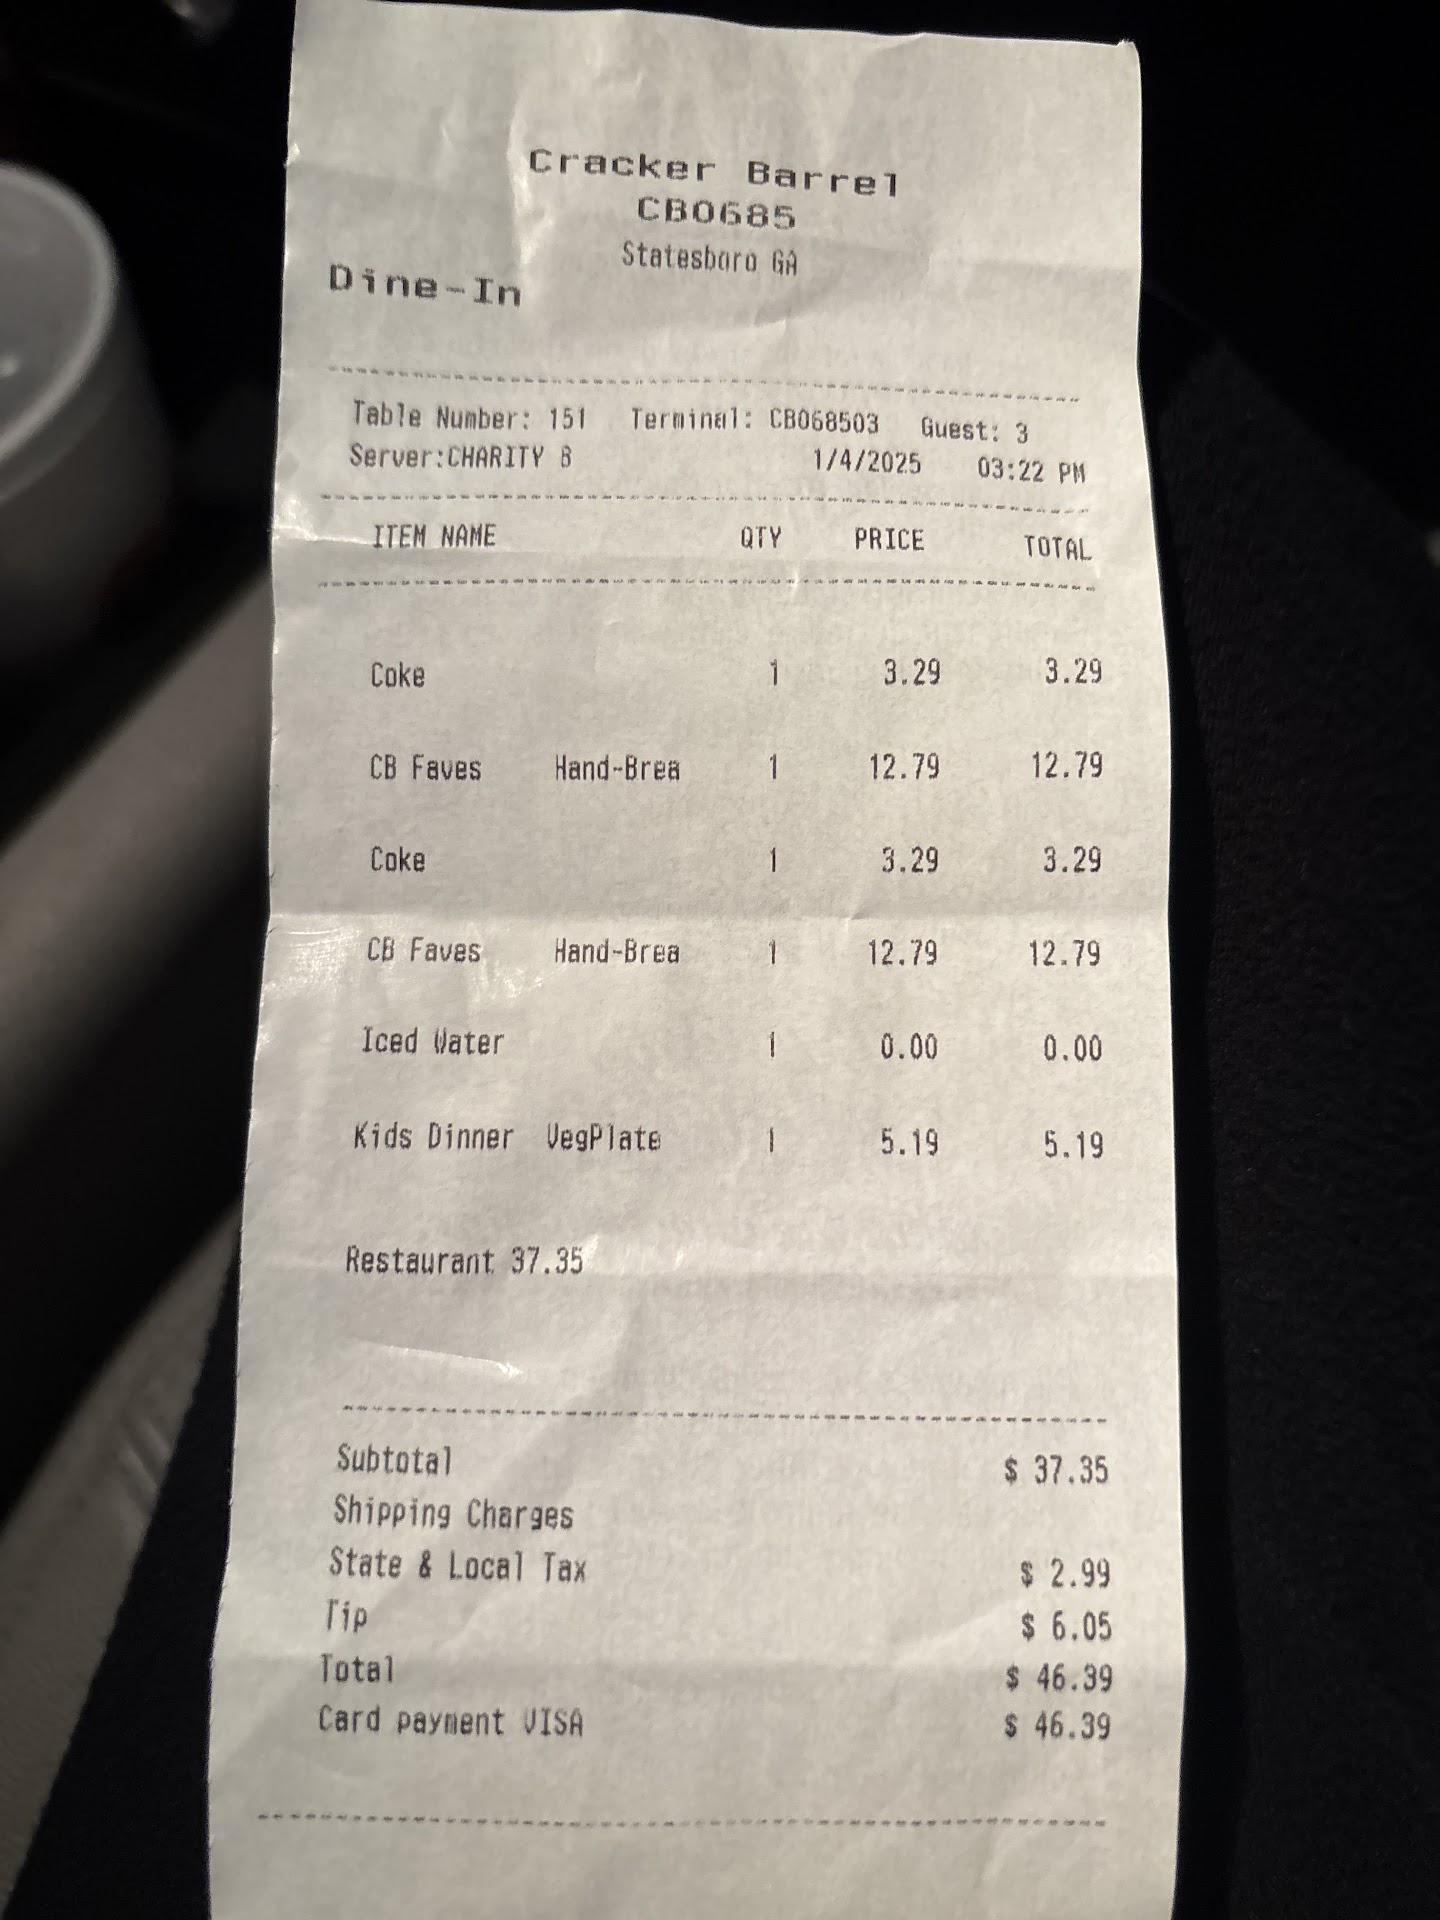 Cracker Barrel
CB0685
Statesboro GA
Dine-In
Table Number: 151 Terminal: CB068503 Guest: 3
Server:CHARITY B 1/4/2025 03:22 PM
ITEM NAME QTY PRICE TOTAL
Coke 1 3.29 3.29
CB Faves Hand-Brea 1 12.79 12.79
Coke 1 3.29 3.29
CB Faves Hand-Brea 1 12.79 12.79
Iced Water 1 0.00 0.00
Kids Dinner VegPlate 1 5.19 5.19
Restaurant 37.35
Subtotal $ 37.35
Shipping Charges
State & Local Tax $ 2.99
Tip $ 6.05
Total $ 46.39
Card payment VISA $ 46.39